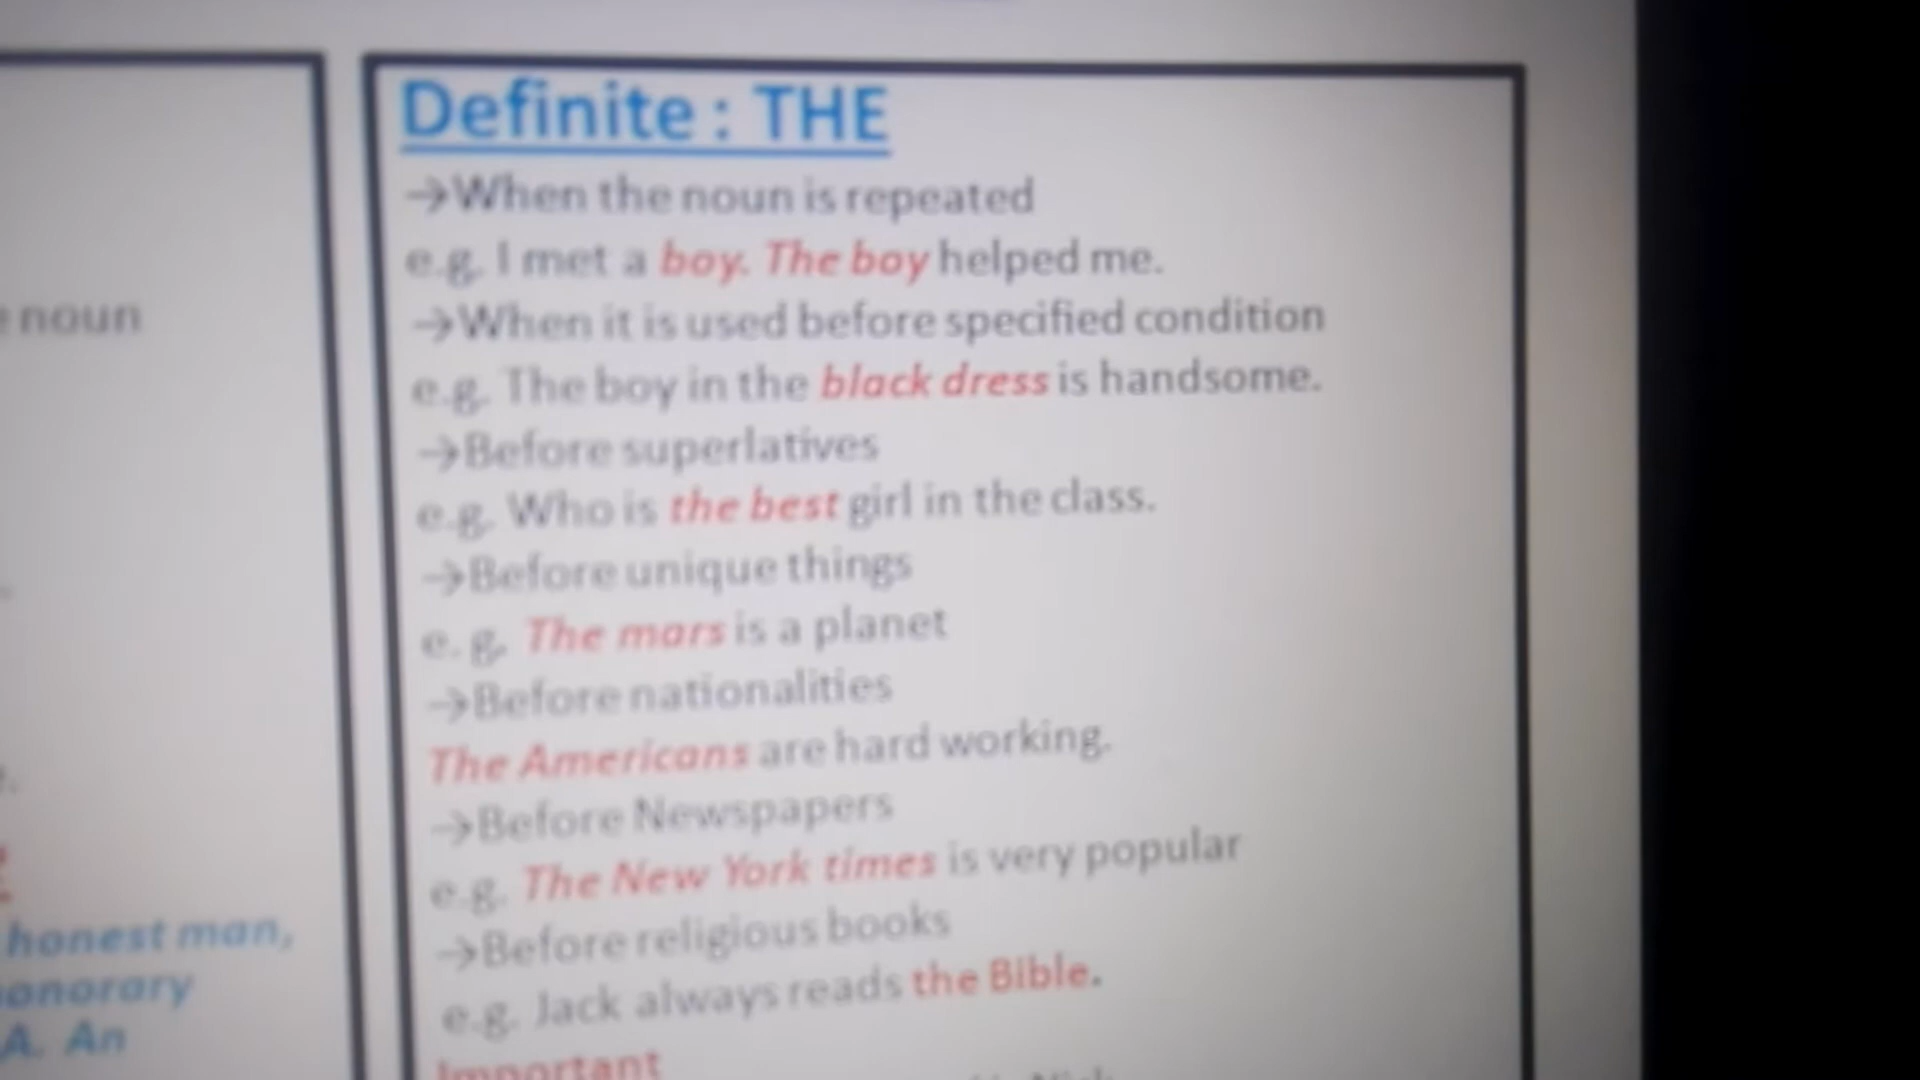 noun
honest man,
A. An
Definite : THE
→When the noun is repeated
e.g. I met a boy. The boy helped me.
→When it is used before specified condition
e.g. The boy in the black dress is handsome.
→Before superlatives
e.g. Who is the best girl in the class.
→Before unique things
e. g. The mars is a planet
→Before nationalities
The Americans are hard working.
→Before Newspapers
e.g. The New York times is very popular
→Before religious books
e.g. Jack always reads the Bible.
Important